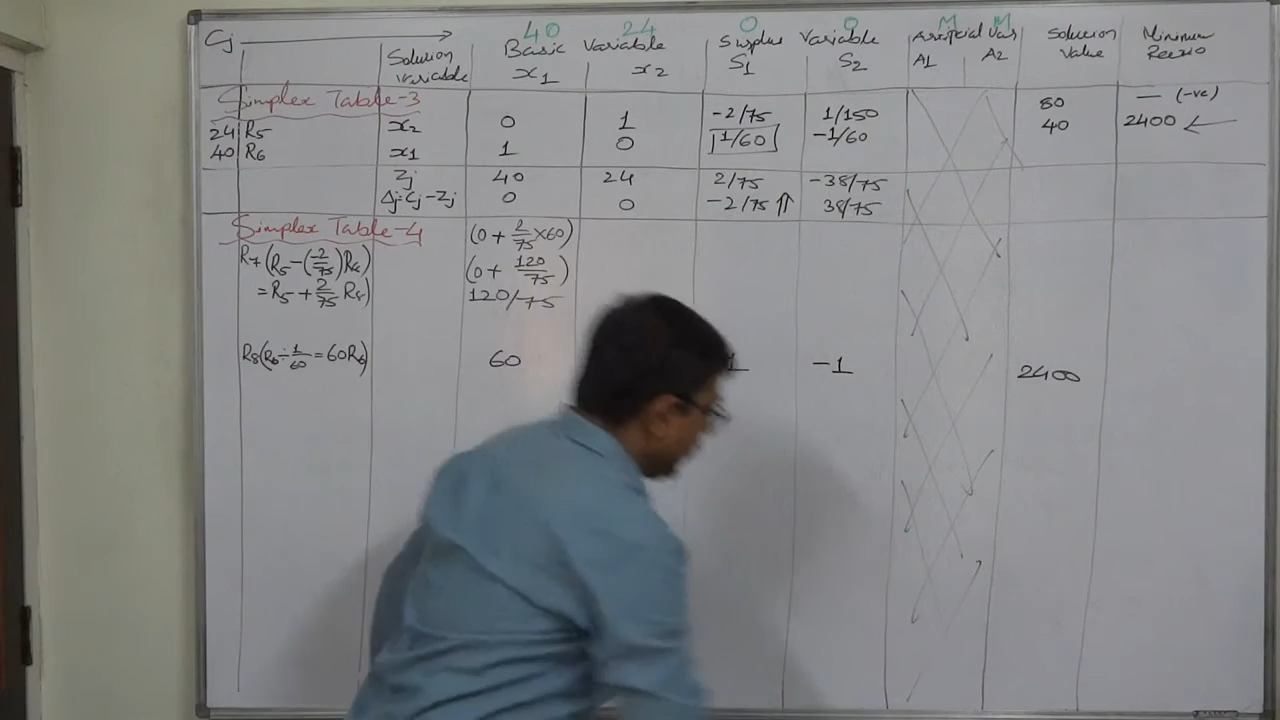 40 24 0 0 M M
Cj Basic Variable Surplus Variable Artificial Var Solution Minimum
Solution variable x1 x2 S1 S2 A1 A2 Value
Simplex Table-3
24 R5 x2 0 1 -2/75 1/150 80 — (-ve)
40 R6 x1 1 0 1/60 -1/60 40 2400 ←
Zj 40 24 2/75 -38/75
Δj=Cj-Zj 0 0 -2/75 ↑ 38/75
Simplex Table-4 (0 + 2/75 × 60)
R7 (R5 - (-2/75) R6) (0 + 120/75)
= R5 + 2/75 R6) 120/75
R8 (R6 ÷ 1/60 = 60R6) 60 1 -1 2400